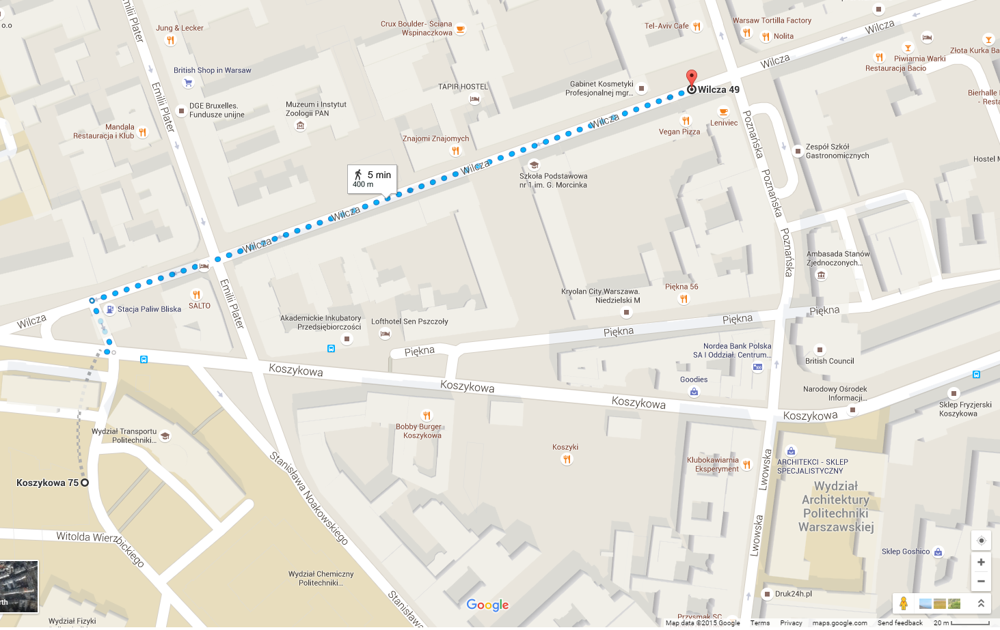 o.o
Emilii Plater
Jung & Lecker
Crux Boulder- Ściana
Wspinaczkowa
Tel-Aviv Cafe
Warsaw Tortilla Factory
Nolita
Wilcza
Złota Kurka Ba
Piwiarnia Warki
Restauracja Bacio
Wilcza
British Shop in Warsaw
Emilii Plater
TAPIR HOSTEL
Gabinet Kosmetyki
Profesjonalnej mgr...
Wilcza 49
Bierhalle
- Resta
DGE Bruxelles.
Fundusze unijne
Muzeum i Instytut
Zoologii PAN
Wilcza
Vegan Pizza
Leniviec
Poznańska
Mandala
Restauracja i Klub
Znajomi Znajomych
Zespół Szkół
Gastronomicznych
Hostel M
Wilcza
5 min
400 m
Szkoła Podstawowa
nr 1 im. G. Morcinka
Poznańska
Wilcza
Wilcza
Poznańska
Ambasada Stanów
Zjednoczonych...
Emilii Plater
SALTO
Stacja Paliw Bliska
Wilcza
Kryolan City Warszawa.
Niedzielski M
Piękna 56
Piękna
Piękna
Akademickie Inkubatory
Przedsiębiorczości
Lofthotel Sen Pszczoły
Piękna
Piękna
Nordea Bank Polska
SA I Oddział. Centrum...
British Council
Koszykowa
Koszykowa
Goodies
Koszykowa
Narodowy Ośrodek
Informacji...
Koszykowa
Sklep Fryzjerski
Koszykowa
Wydział Transportu
Politechniki...
Bobby Burger
Koszykowa
Koszyki
Klubokawiarnia
Eksperyment
ARCHITEKCI - SKLEP
SPECJALISTYCZNY
Lwowska
Koszykowa 75
Stanisława Noakowskiego
Wydział
Architektury
Politechniki
Warszawskiej
Witolda Wierzbickiego
Lwowska
Sklep Goshico
Wydział Chemiczny
Politechniki...
Stanisława
Druk24h.pl
rth
Google
Wydział Fizyki
Przysmak SC
Map data ©2015 Google
Terms
Privacy
maps.google.com
Send feedback
20 m